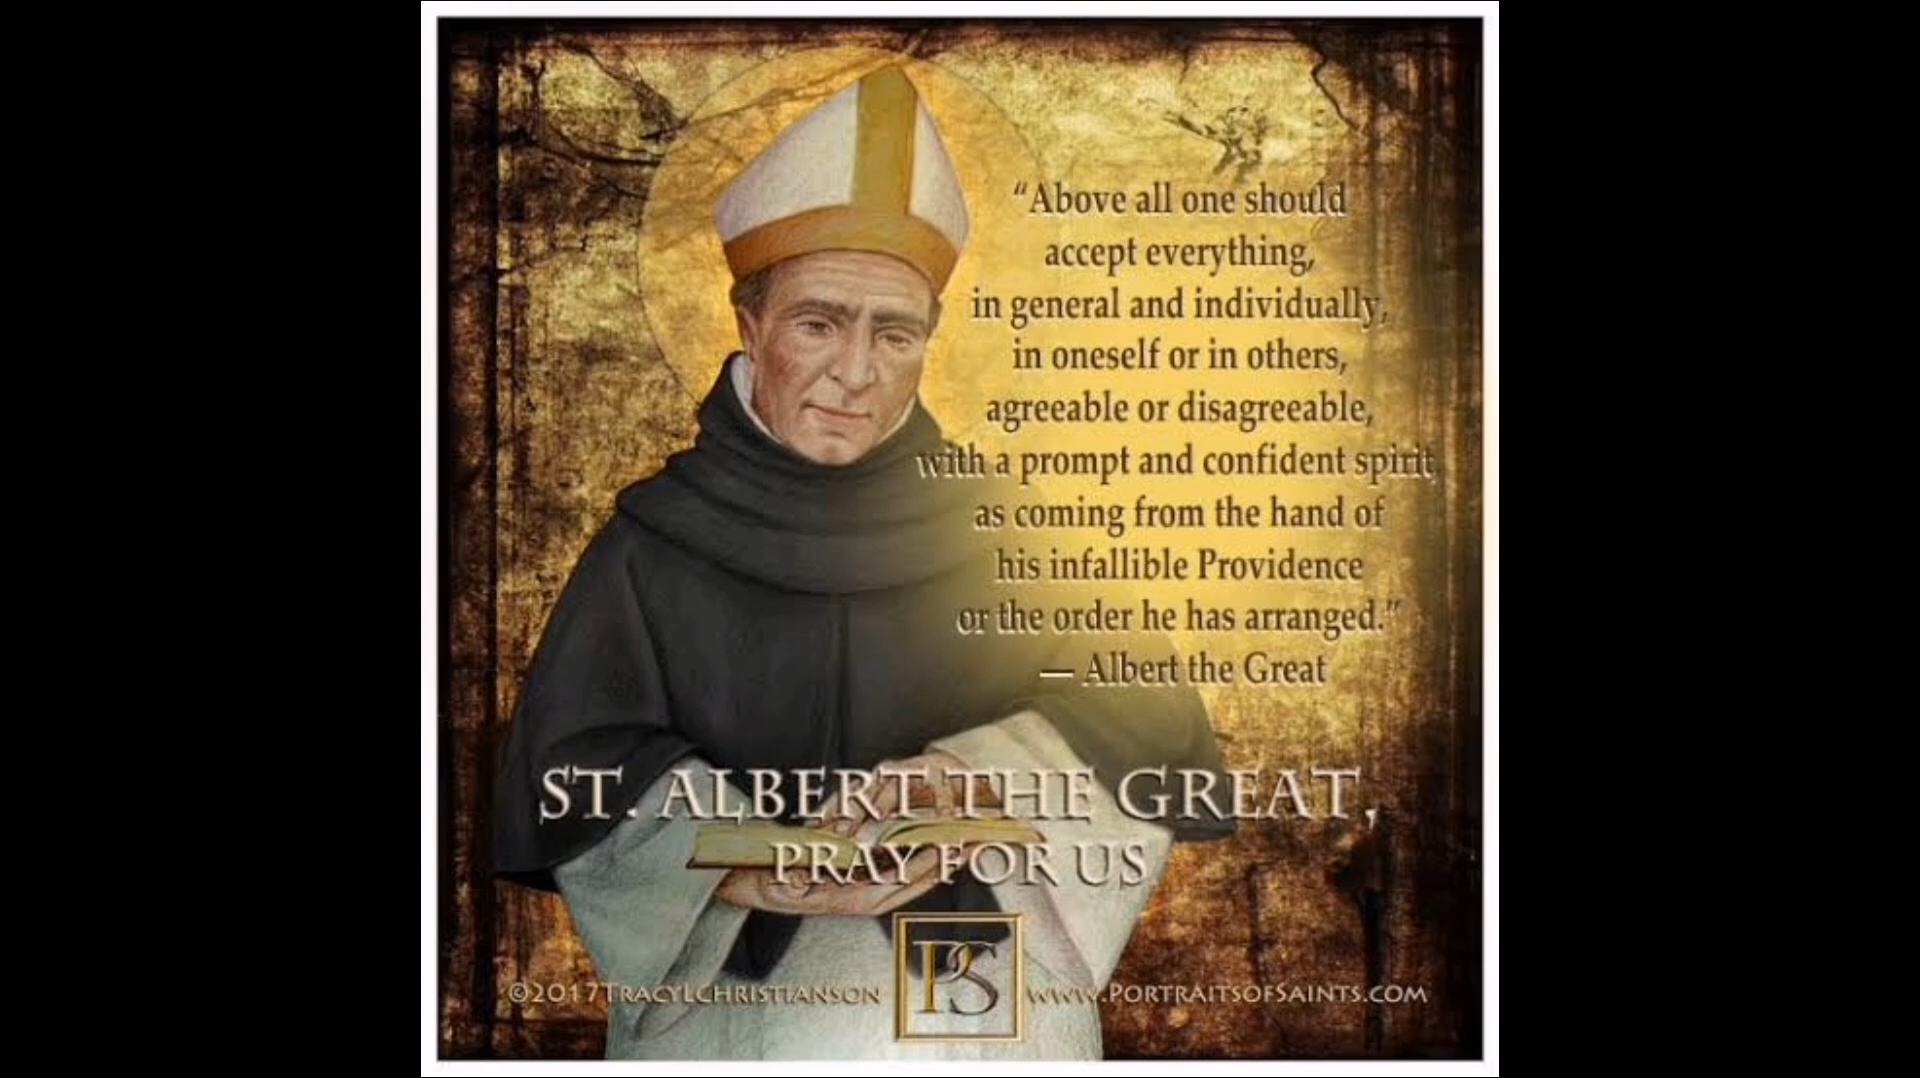 “Above all one should
accept everything,
in general and individually,
in oneself or in others,
agreeable or disagreeable,
with a prompt and confident spirit
as coming from the hand of
his infallible Providence
or the order he has arranged.”
— Albert the Great
ST. ALBERT THE GREAT,
PRAY FOR US
PS
©2017TRACYLCHRISTIANSON WWW.PORTRAITSOFSAINTS.COM